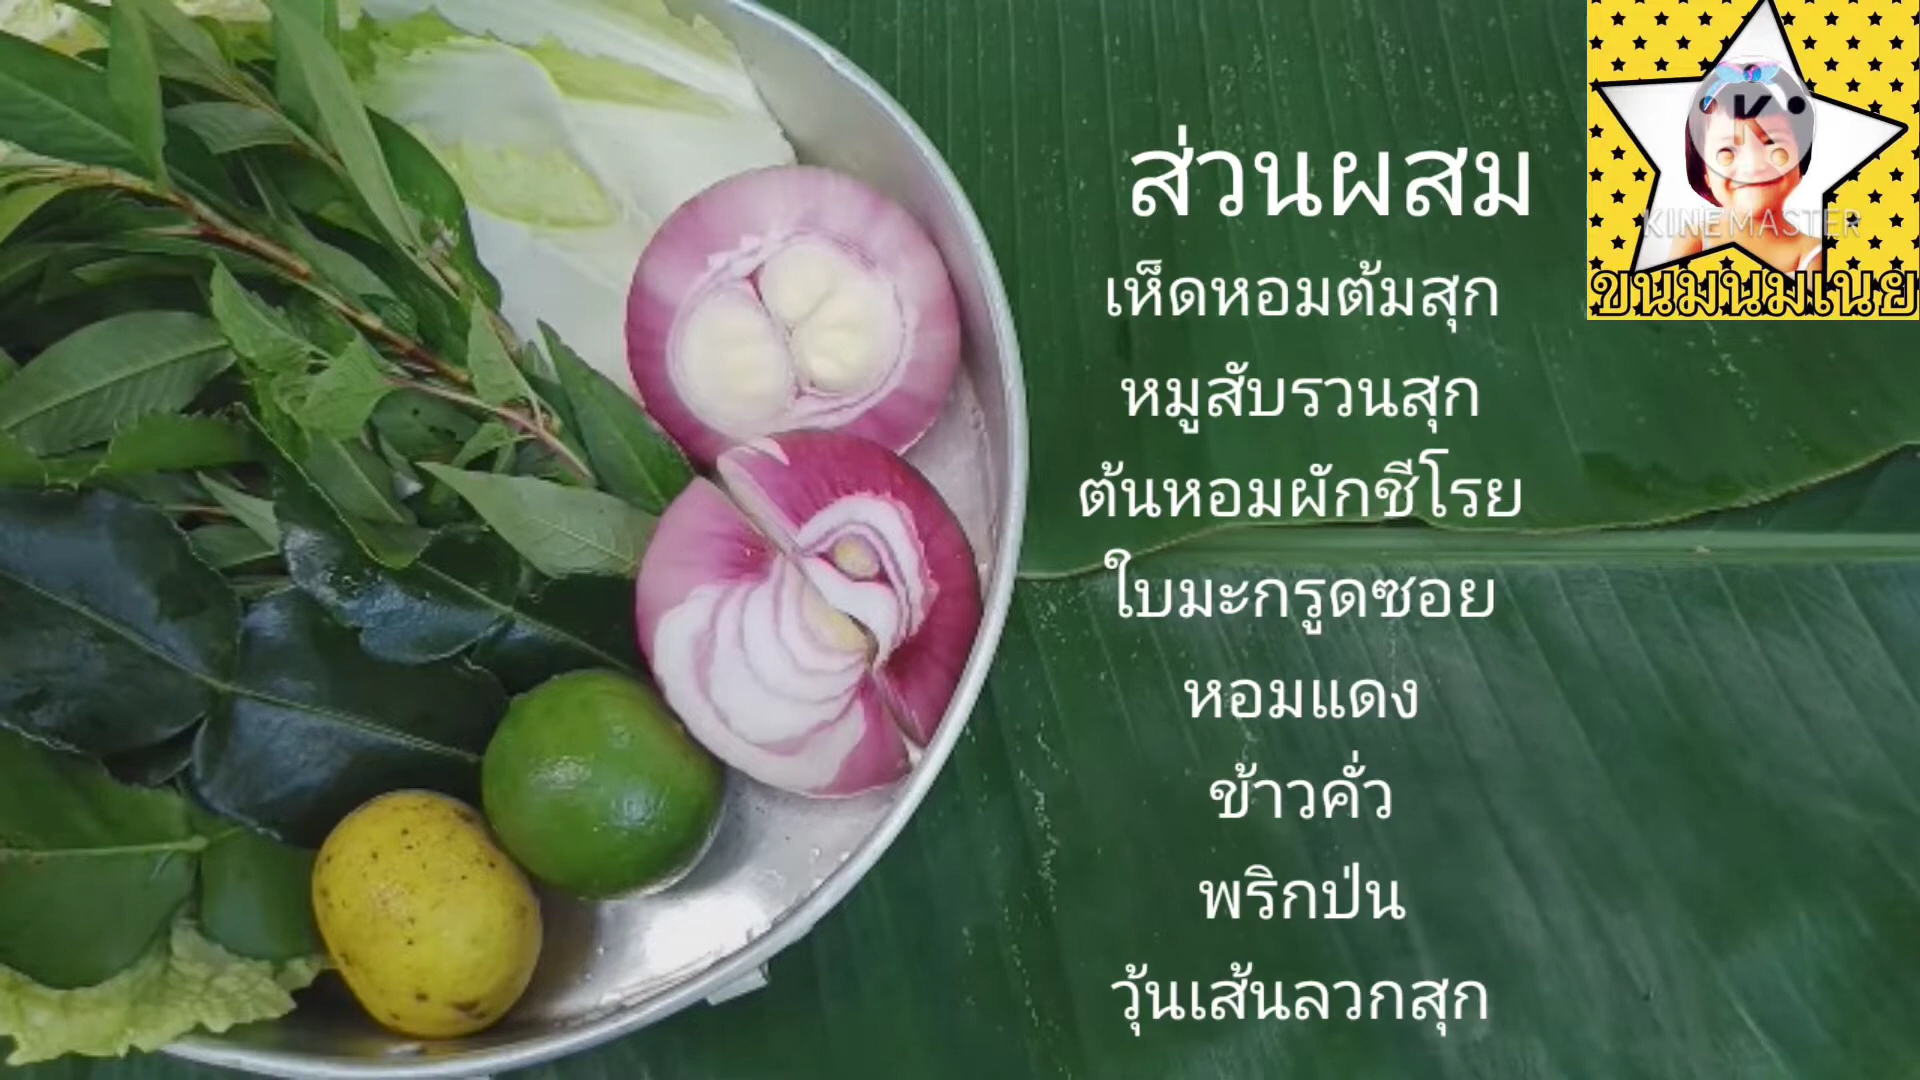 ส่วนผสม
เห็ดหอมต้มสุก
หมูสับรวนสุก
ต้นหอมผักชีโรย
ใบมะกรูดซอย
หอมแดง
ข้าวคั่ว
พริกป่น
วุ้นเส้นลวกสุก
K
KINEMASTER
ขนมนมเนย